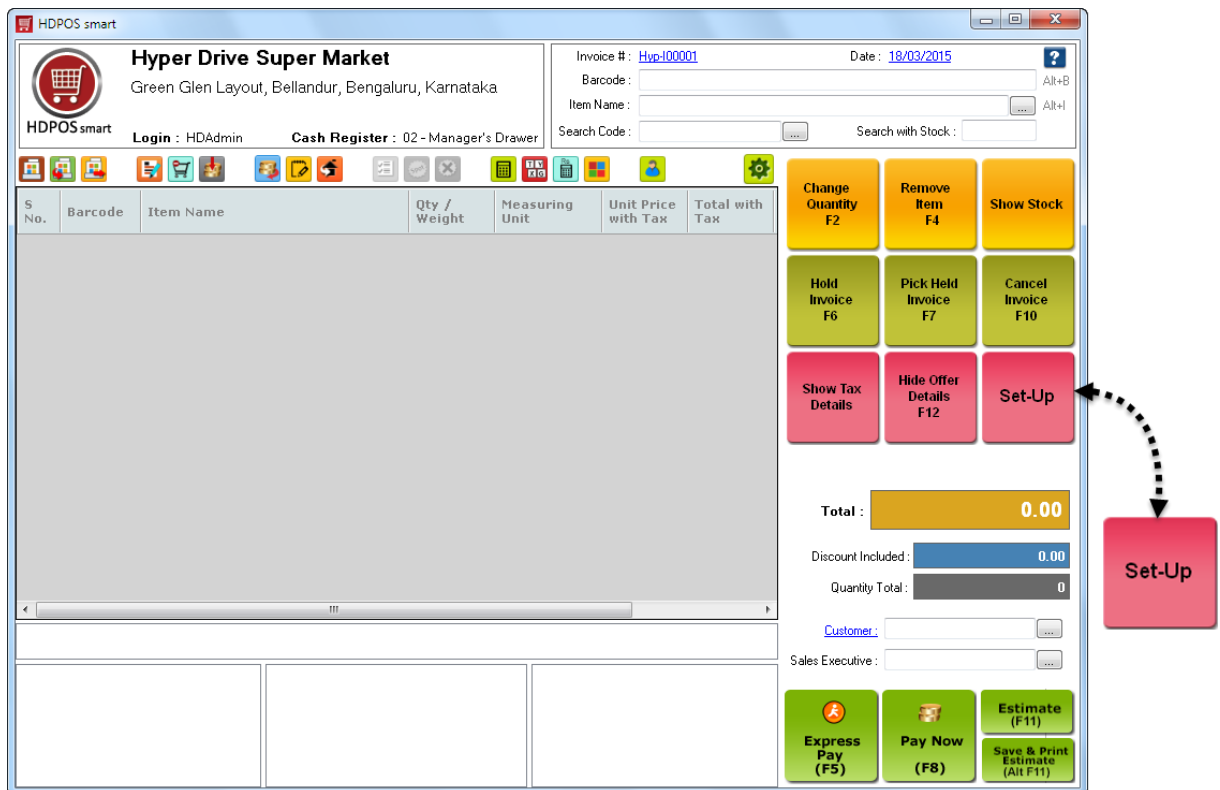 HDPOS smart
Hyper Drive Super Market
Green Glen Layout, Bellandur, Bengaluru, Karnataka
HDPOS smart
Login : HDAdmin
Cash Register : 02 - Manager's Drawer
Invoice # : Hyp-I00001
Date : 18/03/2015
?
Barcode :
Alt+B
Item Name :
...
Alt+I
Search Code :
...
Search with Stock :
S No.
Barcode
Item Name
Qty / Weight
Measuring Unit
Unit Price with Tax
Total with Tax
Change
Quantity
F2
Remove
Item
F4
Show Stock
Hold
Invoice
F6
Pick Held
Invoice
F7
Cancel
Invoice
F10
Show Tax
Details
Hide Offer
Details
F12
Set-Up
Total :
0.00
Discount Included :
0.00
Quantity Total :
0
Customer :
...
Sales Executive :
...
Express
Pay
(F5)
Pay Now
(F8)
Estimate
(F11)
Save & Print
Estimate
(Alt F11)
Set-Up